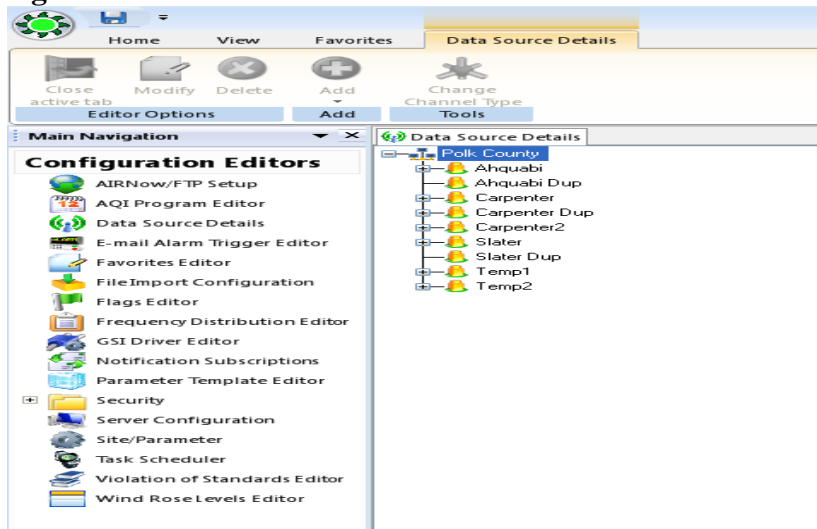 Home View Favorites Data Source Details
Close active tab Modify Delete Add Change Channel Type
Editor Options Add Tools
Main Navigation
Configuration Editors
AIRNow/FTP Setup
AQI Program Editor
Data Source Details
E-mail Alarm Trigger Editor
Favorites Editor
File Import Configuration
Flags Editor
Frequency Distribution Editor
GSI Driver Editor
Notification Subscriptions
Parameter Template Editor
Security
Server Configuration
Site/Parameter
Task Scheduler
Violation of Standards Editor
Wind Rose Levels Editor
Data Source Details
Polk County
Ahquabi
Ahquabi Dup
Carpenter
Carpenter Dup
Carpenter2
Slater
Slater Dup
Temp1
Temp2